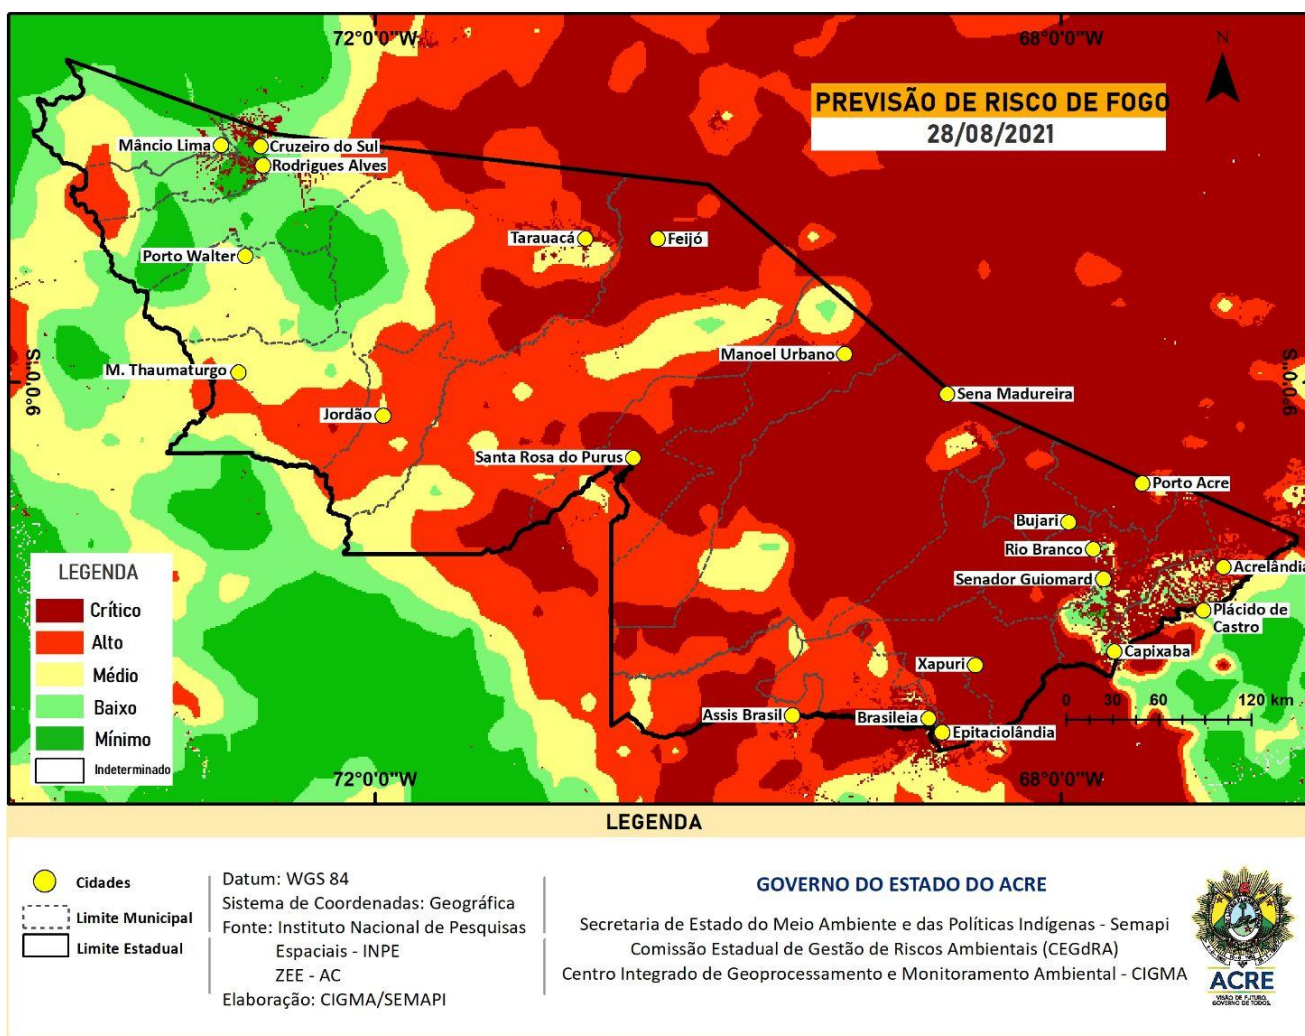 72°0'0"W
68°0'0"W
N
PREVISÃO DE RISCO DE FOGO
28/08/2021
Mâncio Lima
Cruzeiro do Sul
Rodrigues Alves
Tarauacá
Feijó
Porto Walter
9°0'0"S
9°0'0"S
Manoel Urbano
M. Thaumaturgo
Sena Madureira
Jordão
Santa Rosa do Purus
Porto Acre
Bujari
Rio Branco
Acrelândia
Senador Guiomard
Plácido de
Castro
Capixaba
Xapuri
0 30 60 120 km
Assis Brasil
Brasileia
Epitaciolândia
72°0'0"W
68°0'0"W
LEGENDA
Crítico
Alto
Médio
Baixo
Mínimo
Indeterminado
LEGENDA
Cidades
Limite Municipal
Limite Estadual
Datum: WGS 84
Sistema de Coordenadas: Geográfica
Fonte: Instituto Nacional de Pesquisas
Espaciais - INPE
ZEE - AC
Elaboração: CIGMA/SEMAPI
GOVERNO DO ESTADO DO ACRE
Secretaria de Estado do Meio Ambiente e das Políticas Indígenas - Semapi
Comissão Estadual de Gestão de Riscos Ambientais (CEGdRA)
Centro Integrado de Geoprocessamento e Monitoramento Ambiental - CIGMA
ACRE
VISÃO DE FUTURO.
GOVERNO DE TODOS.